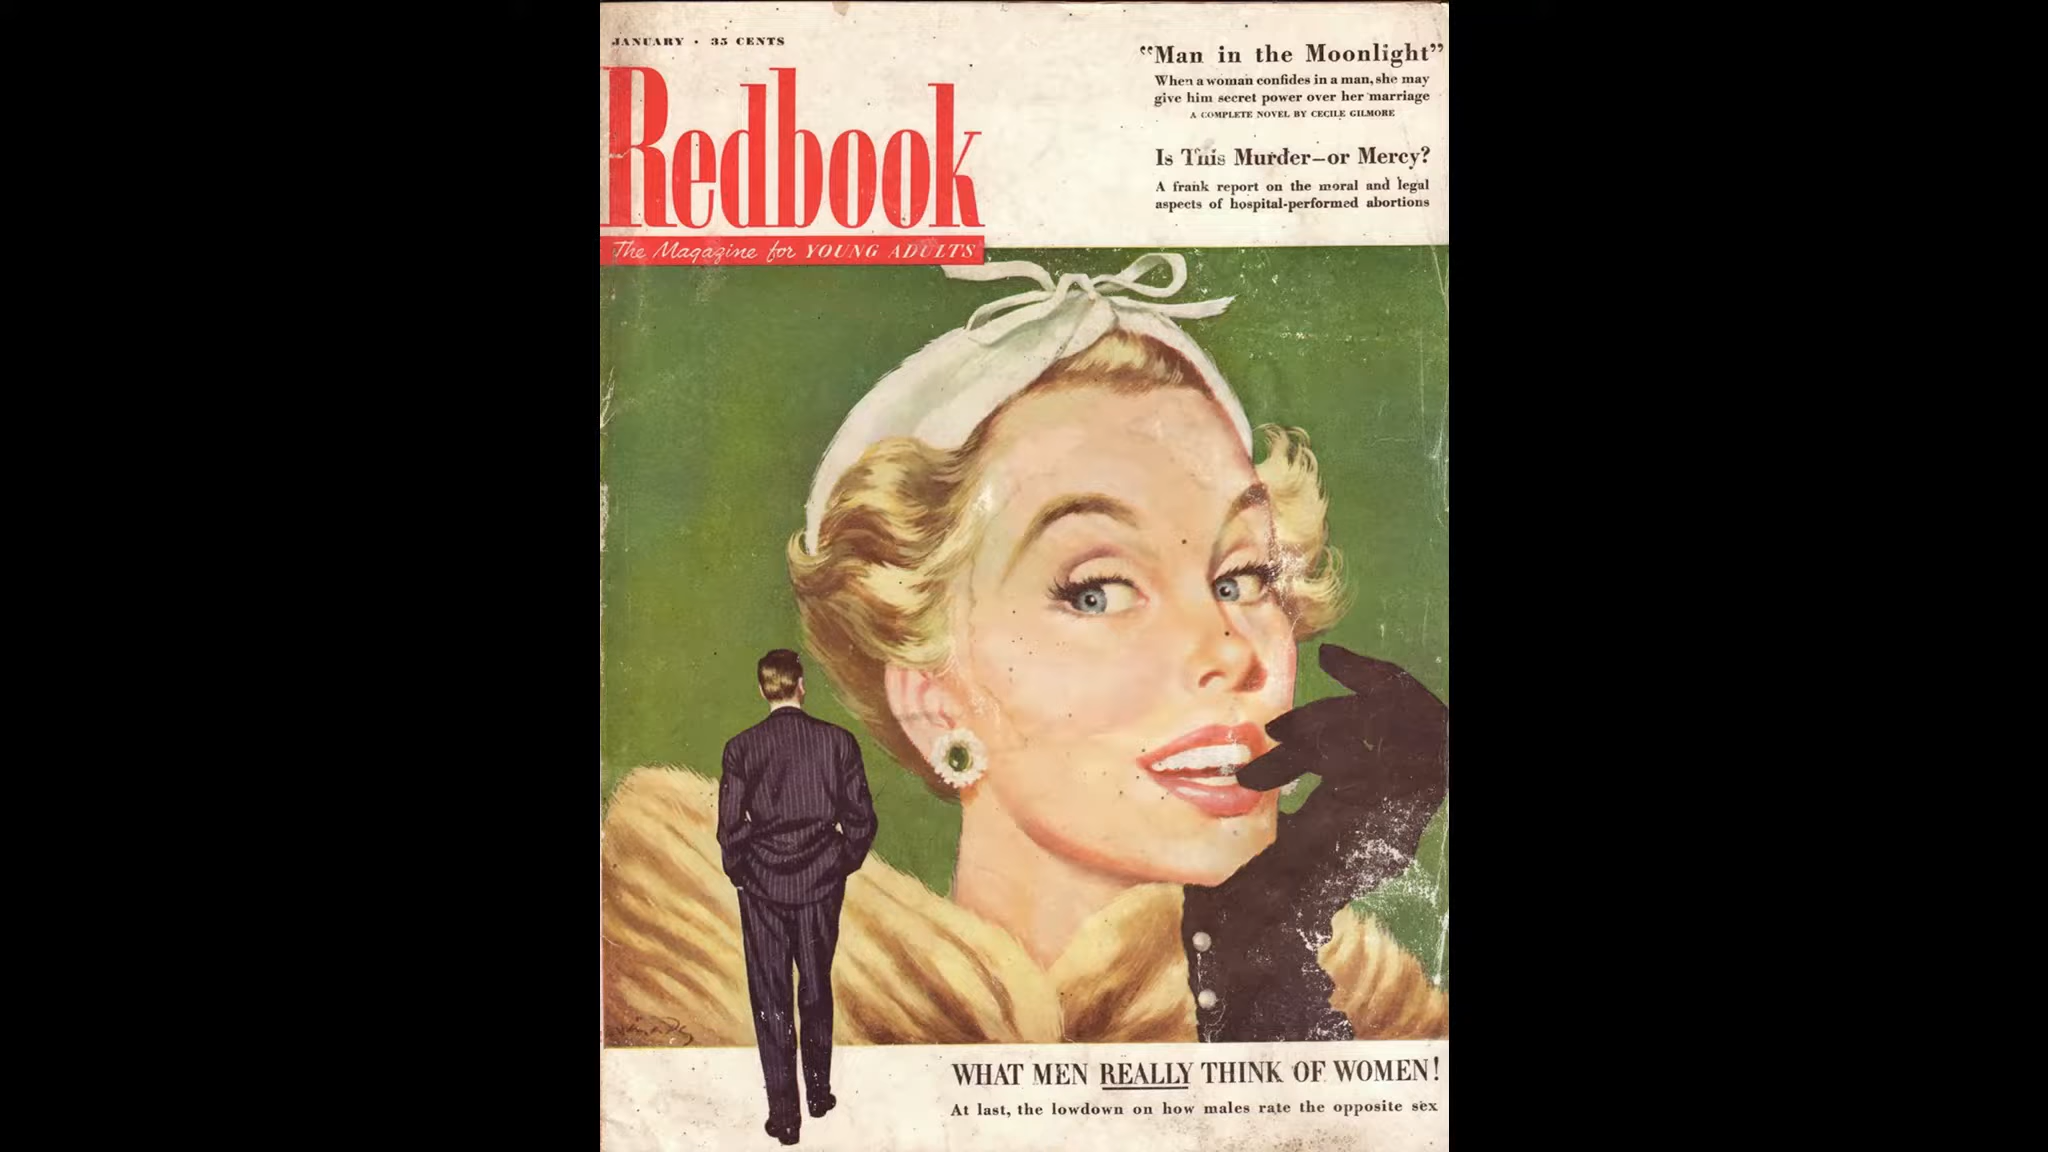 JANUARY · 35 CENTS
Redbook
The Magazine for YOUNG ADULTS
“Man in the Moonlight”
When a woman confides in a man, she may
give him secret power over her marriage
A COMPLETE NOVEL BY CECILE GILMORE
Is This Murder—or Mercy?
A frank report on the moral and legal
aspects of hospital-performed abortions
WHAT MEN REALLY THINK OF WOMEN!
At last, the lowdown on how males rate the opposite sex